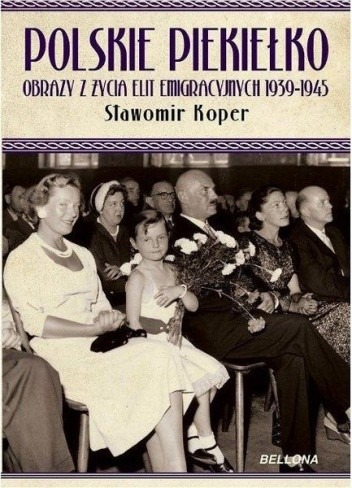 POLSKIE PIEKIEŁKO
OBRAZY Z ŻYCIA ELIT EMIGRACYJNYCH 1939-1945
Sławomir Koper
BELLONA